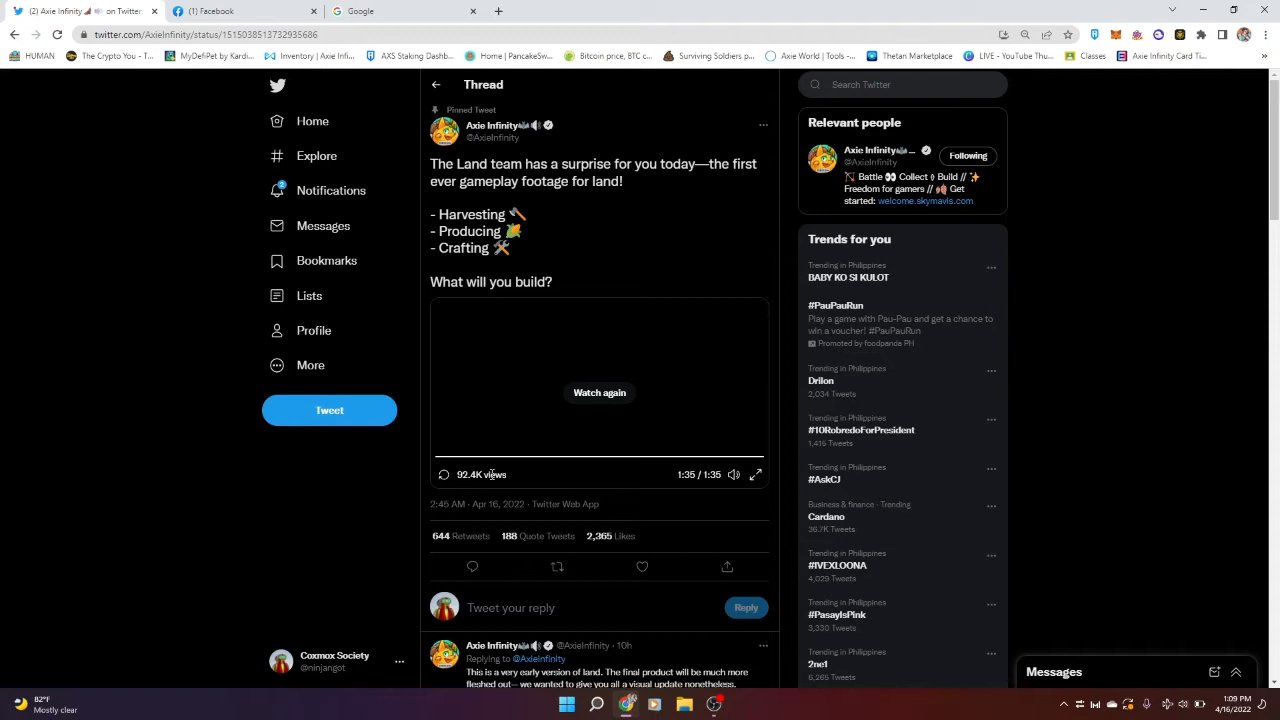 (2) Axie Infinity on Twitter
(1) Facebook
Google
twitter.com/AxieInfinity/status/1515038513732935686
HUMAN
AXIE INFINITY
MyDeFiPet by Kardin...
Inventory | Axie Infi...
AXS Staking Dashb...
Home | PancakeSw...
Bitcoin price, BTC c...
Surviving Soldiers p...
Axie World | Tools -...
Thetan Marketplace
LIVE - YouTube Thu...
Classes
Axie Infinity Card Ti...
Home
Explore
2
Notifications
Messages
Bookmarks
Lists
Profile
More
Tweet
Coxmox Society
@ninjangot
Thread
Pinned Tweet
Axie Infinity
@AxieInfinity
The Land team has a surprise for you today—the first
ever gameplay footage for land!
- Harvesting
- Producing
- Crafting
What will you build?
Watch again
92.4K views
1:35 / 1:35
2:45 AM · Apr 16, 2022 · Twitter Web App
644 Retweets 188 Quote Tweets 2,365 Likes
Tweet your reply
Reply
Axie Infinity @AxieInfinity · 10h
Replying to @AxieInfinity
This is a very early version of land. The final product will be much more
fleshed out— we wanted to give you all a visual update nonetheless.
Search Twitter
Relevant people
Axie Infinity ...
@AxieInfinity
Following
Battle Collect Build //
Freedom for gamers // Get
started: welcome.skymavis.com
Trends for you
Trending in Philippines
BABY KO SI KULOT
#PauPauRun
Play a game with Pau-Pau and get a chance to
win a voucher! #PauPauRun
Promoted by foodpanda PH
Trending in Philippines
Drilon
2,034 Tweets
Trending in Philippines
#10RobredoForPresident
1,415 Tweets
Trending in Philippines
#AskCJ
Business & finance · Trending
Cardano
36.7K Tweets
Trending in Philippines
#IVEXLOONA
4,029 Tweets
Trending in Philippines
#PasayIsPink
3,330 Tweets
Trending in Philippines
2ne1
6,265 Tweets
Messages
82°F
Mostly clear
1:09 PM
4/16/2022